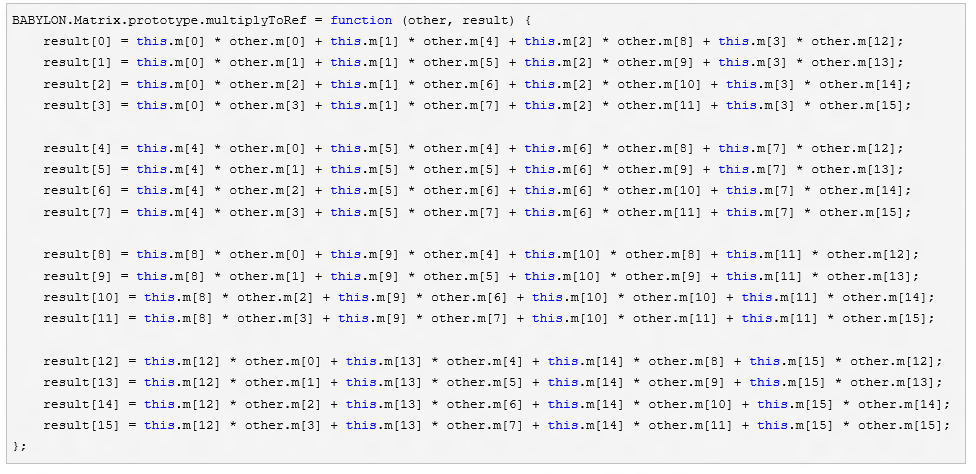 BABYLON.Matrix.prototype.multiplyToRef = function (other, result) {
    result[0] = this.m[0] * other.m[0] + this.m[1] * other.m[4] + this.m[2] * other.m[8] + this.m[3] * other.m[12];
    result[1] = this.m[0] * other.m[1] + this.m[1] * other.m[5] + this.m[2] * other.m[9] + this.m[3] * other.m[13];
    result[2] = this.m[0] * other.m[2] + this.m[1] * other.m[6] + this.m[2] * other.m[10] + this.m[3] * other.m[14];
    result[3] = this.m[0] * other.m[3] + this.m[1] * other.m[7] + this.m[2] * other.m[11] + this.m[3] * other.m[15];

    result[4] = this.m[4] * other.m[0] + this.m[5] * other.m[4] + this.m[6] * other.m[8] + this.m[7] * other.m[12];
    result[5] = this.m[4] * other.m[1] + this.m[5] * other.m[5] + this.m[6] * other.m[9] + this.m[7] * other.m[13];
    result[6] = this.m[4] * other.m[2] + this.m[5] * other.m[6] + this.m[6] * other.m[10] + this.m[7] * other.m[14];
    result[7] = this.m[4] * other.m[3] + this.m[5] * other.m[7] + this.m[6] * other.m[11] + this.m[7] * other.m[15];

    result[8] = this.m[8] * other.m[0] + this.m[9] * other.m[4] + this.m[10] * other.m[8] + this.m[11] * other.m[12];
    result[9] = this.m[8] * other.m[1] + this.m[9] * other.m[5] + this.m[10] * other.m[9] + this.m[11] * other.m[13];
    result[10] = this.m[8] * other.m[2] + this.m[9] * other.m[6] + this.m[10] * other.m[10] + this.m[11] * other.m[14];
    result[11] = this.m[8] * other.m[3] + this.m[9] * other.m[7] + this.m[10] * other.m[11] + this.m[11] * other.m[15];

    result[12] = this.m[12] * other.m[0] + this.m[13] * other.m[4] + this.m[14] * other.m[8] + this.m[15] * other.m[12];
    result[13] = this.m[12] * other.m[1] + this.m[13] * other.m[5] + this.m[14] * other.m[9] + this.m[15] * other.m[13];
    result[14] = this.m[12] * other.m[2] + this.m[13] * other.m[6] + this.m[14] * other.m[10] + this.m[15] * other.m[14];
    result[15] = this.m[12] * other.m[3] + this.m[13] * other.m[7] + this.m[14] * other.m[11] + this.m[15] * other.m[15];
};